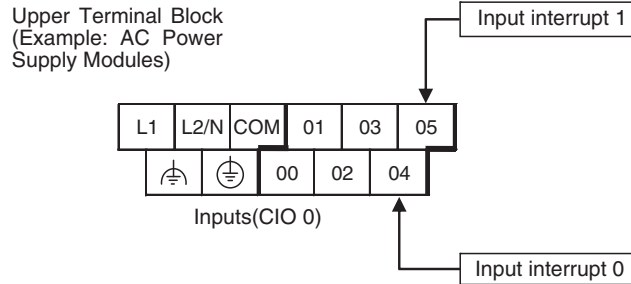 Upper Terminal Block
(Example: AC Power
Supply Modules)
Input interrupt 1
L1 L2/N COM 01 03 05
00 02 04
Inputs(CIO 0)
Input interrupt 0